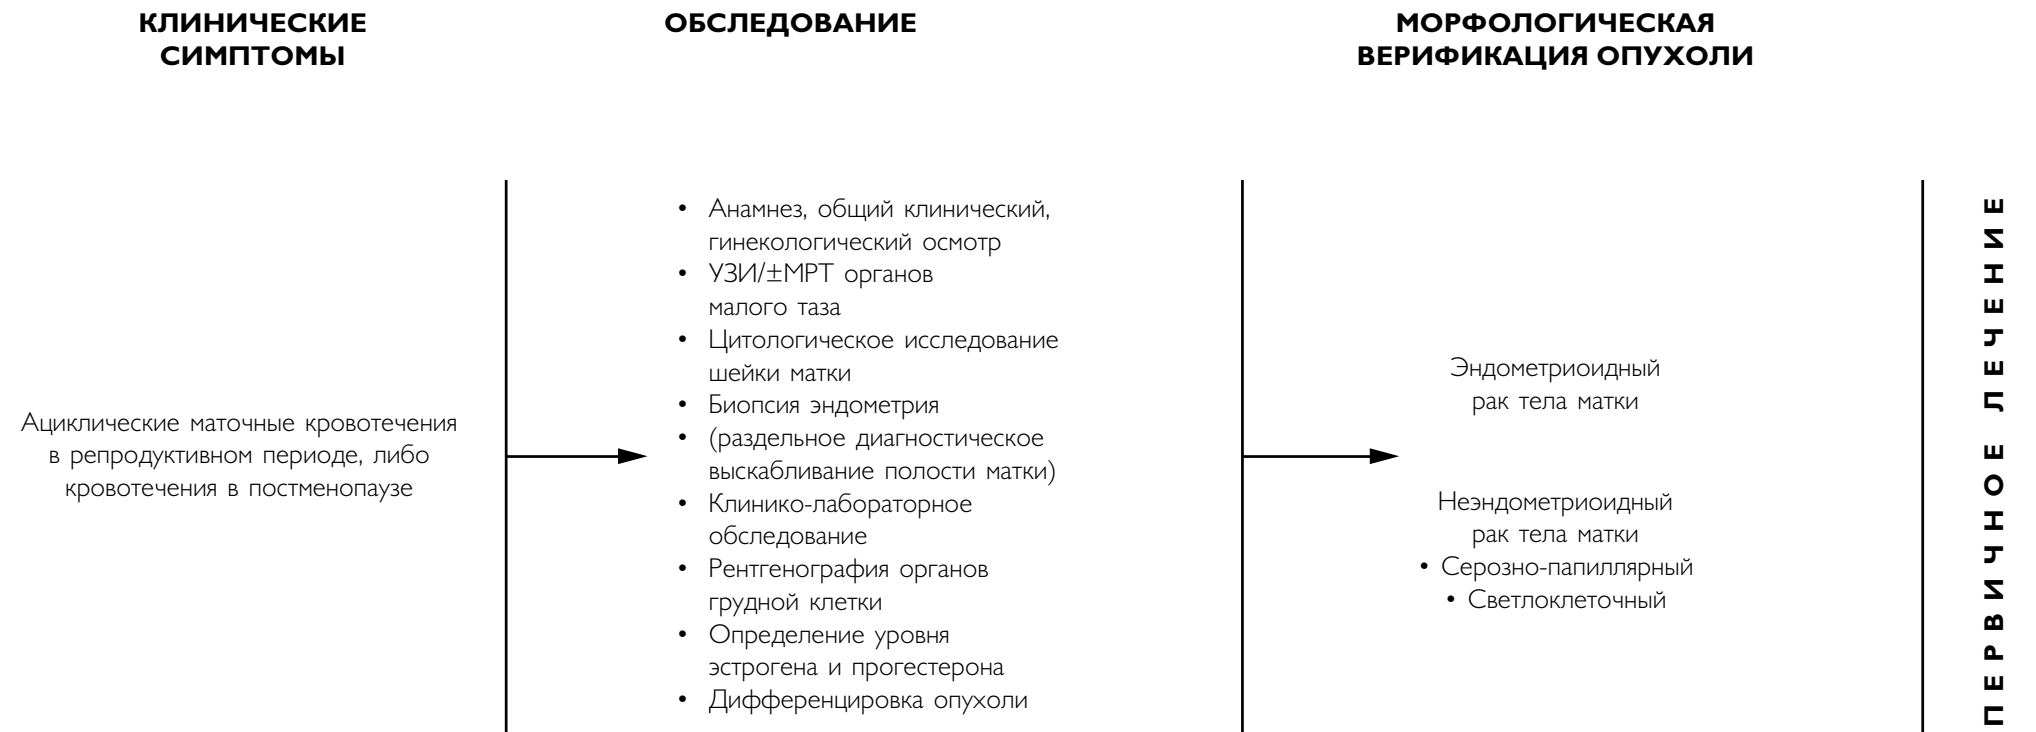 КЛИНИЧЕСКИЕ
СИМПТОМЫ
ОБСЛЕДОВАНИЕ
МОРФОЛОГИЧЕСКАЯ
ВЕРИФИКАЦИЯ ОПУХОЛИ
Ациклические маточные кровотечения
в репродуктивном периоде, либо
кровотечения в постменопаузе
• Анамнез, общий клинический,
гинекологический осмотр
• УЗИ/±МРТ органов
малого таза
• Цитологическое исследование
шейки матки
• Биопсия эндометрия
• (раздельное диагностическое
выскабливание полости матки)
• Клинико-лабораторное
обследование
• Рентгенография органов
грудной клетки
• Определение уровня
эстрогена и прогестерона
• Дифференцировка опухоли
Эндометриоидный
рак тела матки
Неэндометриоидный
рак тела матки
• Серозно-папиллярный
• Светлоклеточный
ПЕРВИЧНОЕ ЛЕЧЕНИЕ